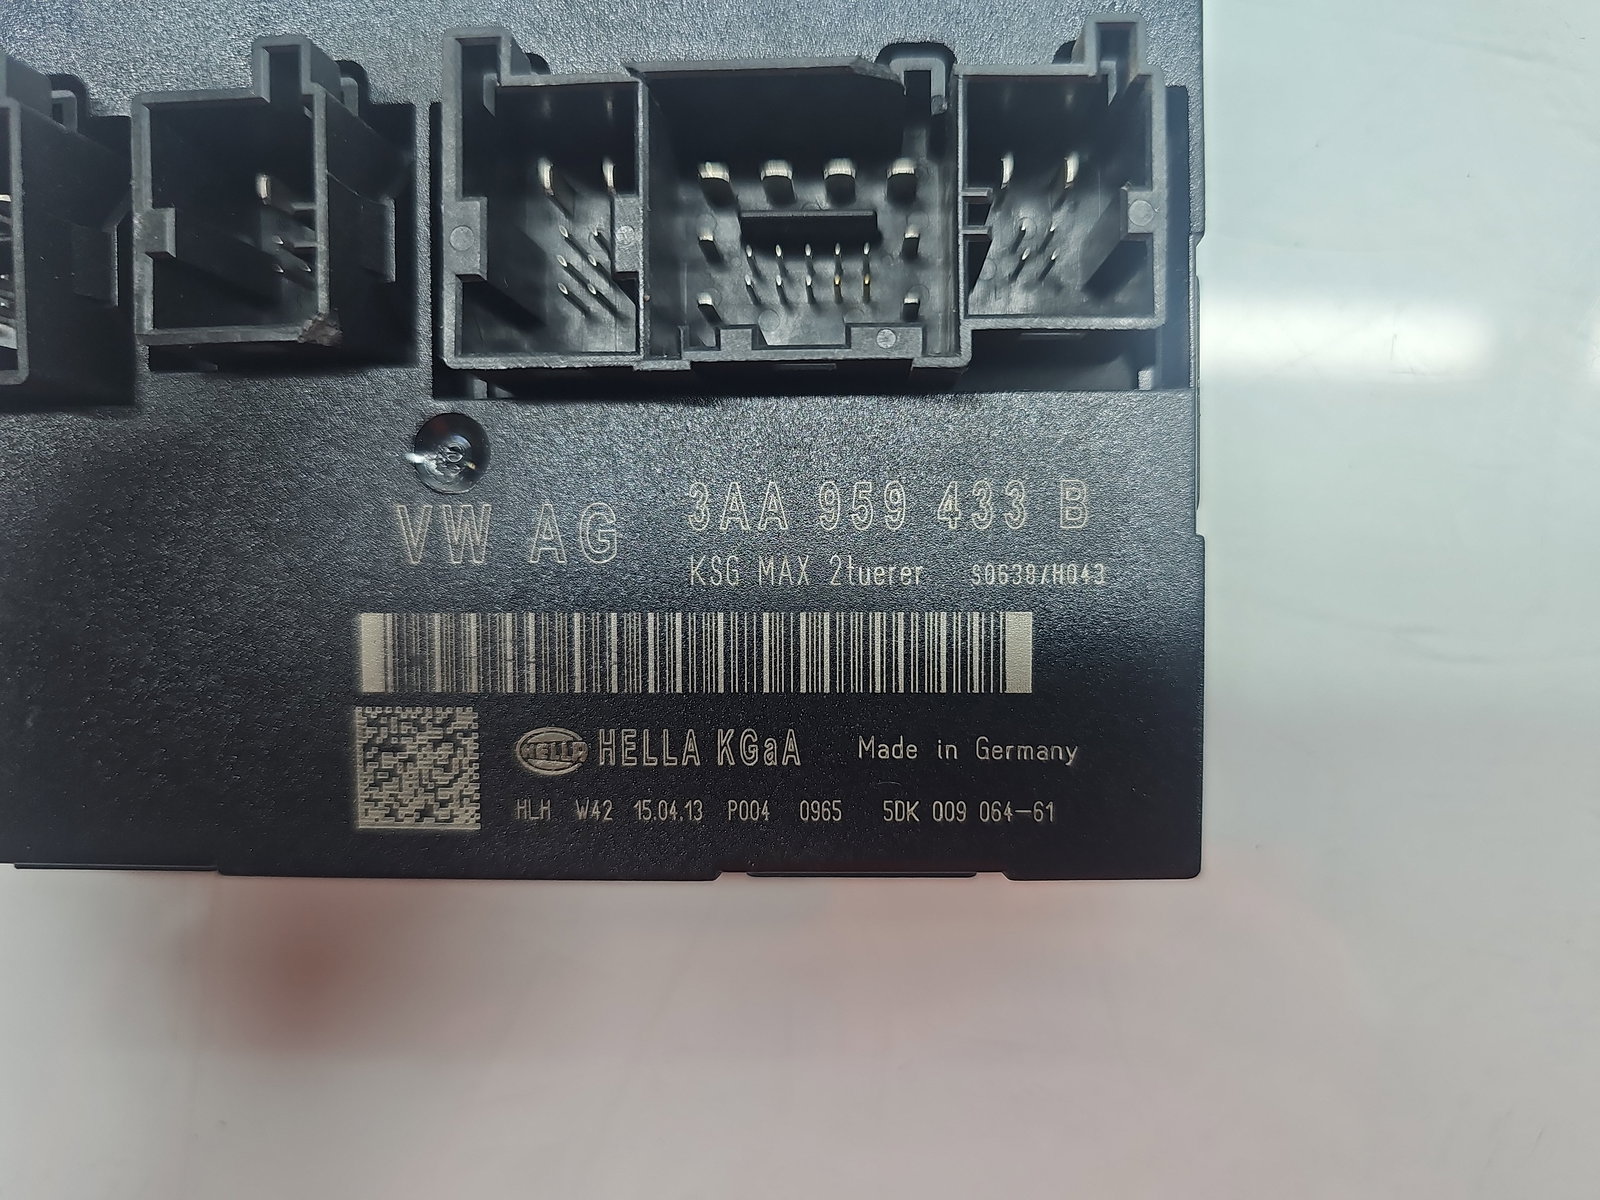 VW AG 3AA 959 433 B
KSG MAX 2tuerer S0638/H043
HELLA HELLA KGaA Made in Germany
HLH W42 15.04.13 P004 0965 5DK 009 064-61